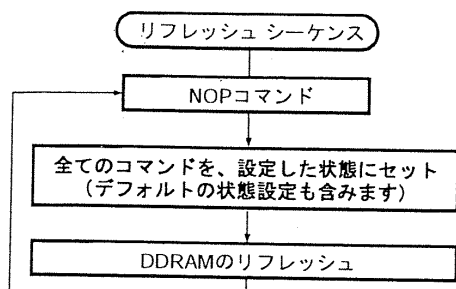 リフレッシュ シーケンス
NOPコマンド
全てのコマンドを、設定した状態にセット
(デフォルトの状態設定も含みます)
DDRAMのリフレッシュ